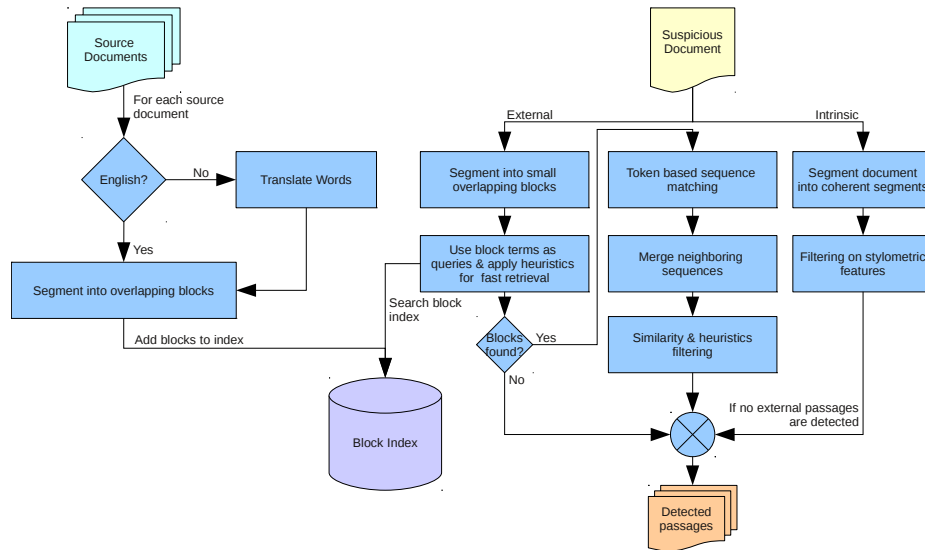 Source
Documents
Suspicious
Document
For each source
document
External
Intrinsic
English?
No
Translate Words
Segment into small
overlapping blocks
Token based sequence
matching
Segment document
into coherent segments
Yes
Use block terms as
queries & apply heuristics
for fast retrieval
Merge neighboring
sequences
Filtering on stylometric
features
Segment into overlapping blocks
Search block
index
Add blocks to index
Blocks
found?
Yes
Similarity & heuristics
filtering
No
If no external passages
are detected
Block Index
Detected
passages